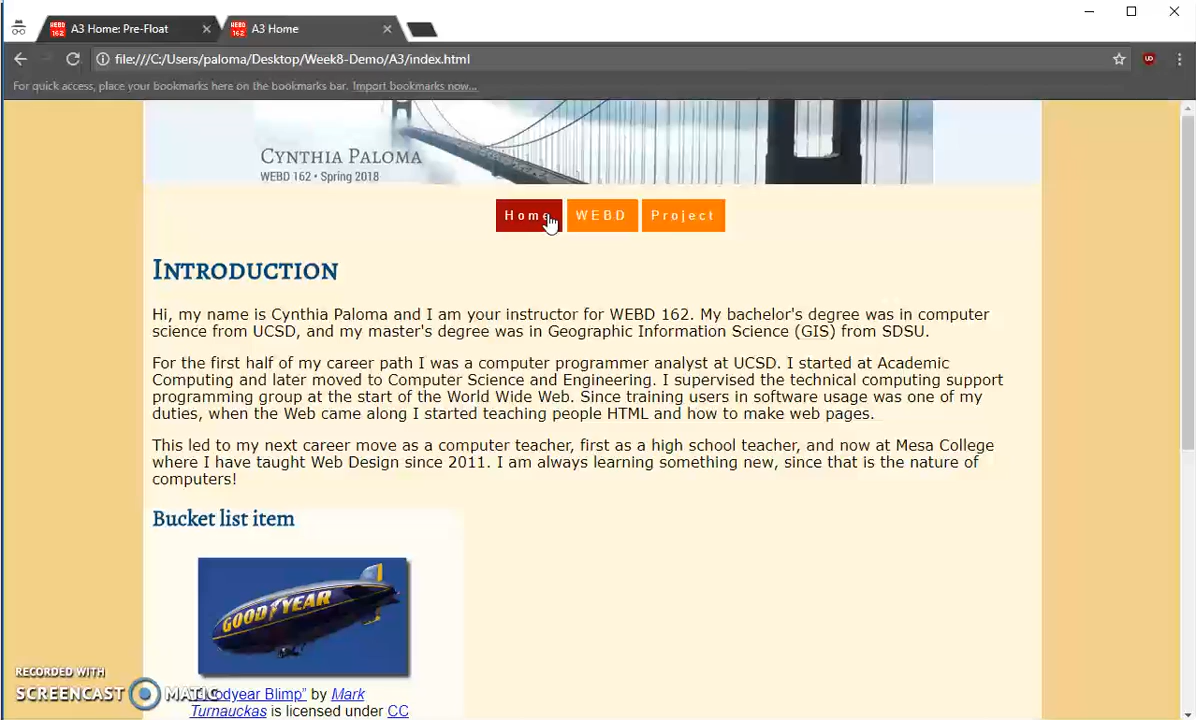 A3 Home: Pre-Float
A3 Home
file:///C:/Users/paloma/Desktop/Week8-Demo/A3/index.html
For quick access, place your bookmarks here on the bookmarks bar. Import bookmarks now...
Cynthia Paloma
WEBD 162 • Spring 2018
Home WEBD Project
Introduction
Hi, my name is Cynthia Paloma and I am your instructor for WEBD 162. My bachelor's degree was in computer
science from UCSD, and my master's degree was in Geographic Information Science (GIS) from SDSU.
For the first half of my career path I was a computer programmer analyst at UCSD. I started at Academic
Computing and later moved to Computer Science and Engineering. I supervised the technical computing support
programming group at the start of the World Wide Web. Since training users in software usage was one of my
duties, when the Web came along I started teaching people HTML and how to make web pages.
This led to my next career move as a computer teacher, first as a high school teacher, and now at Mesa College
where I have taught Web Design since 2011. I am always learning something new, since that is the nature of
computers!
Bucket list item
GOODYEAR
RECORDED WITH
SCREENCAST MATIC
Blimp" by Mark
Turnauckas is licensed under CC